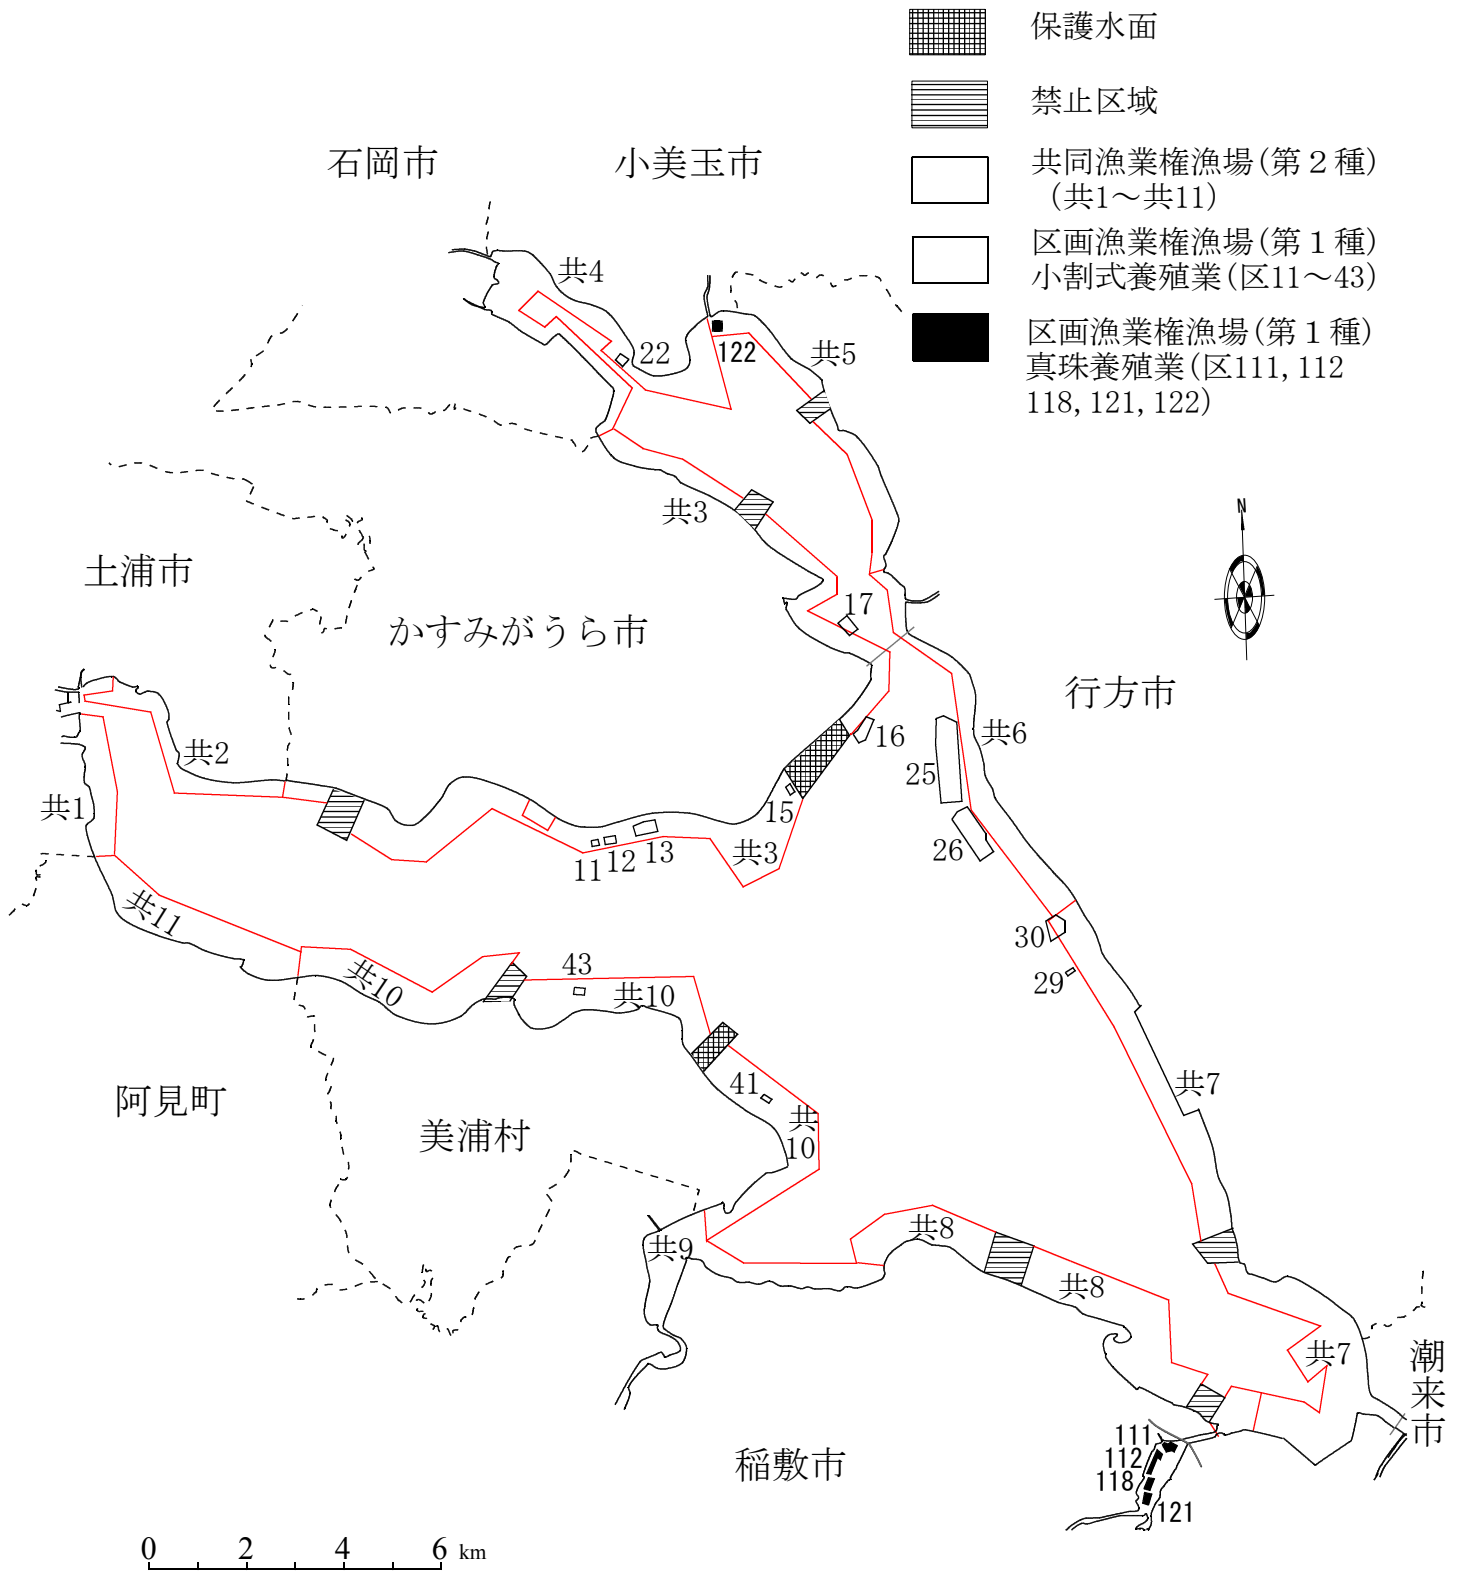 保護水面
禁止区域
共同漁業権漁場(第２種)
(共1～共11)
区画漁業権漁場(第１種)
小割式養殖業(区11～43)
区画漁業権漁場(第１種)
真珠養殖業(区111, 112
118, 121, 122)
石岡市
小美玉市
共4
22
122
共5
共3
N
土浦市
かすみがうら市
17
行方市
共2
16
共6
25
共1
15
26
11
12
13
共3
共11
30
29
共10
43
共10
41
共7
阿見町
美浦村
共
10
共9
共8
共8
共7
潮来市
111
112
118
121
稲敷市
0 2 4 6 km